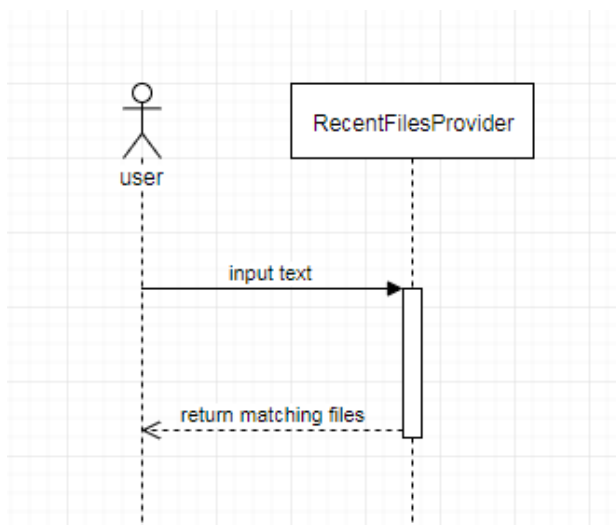 user
RecentFilesProvider
input text
return matching files